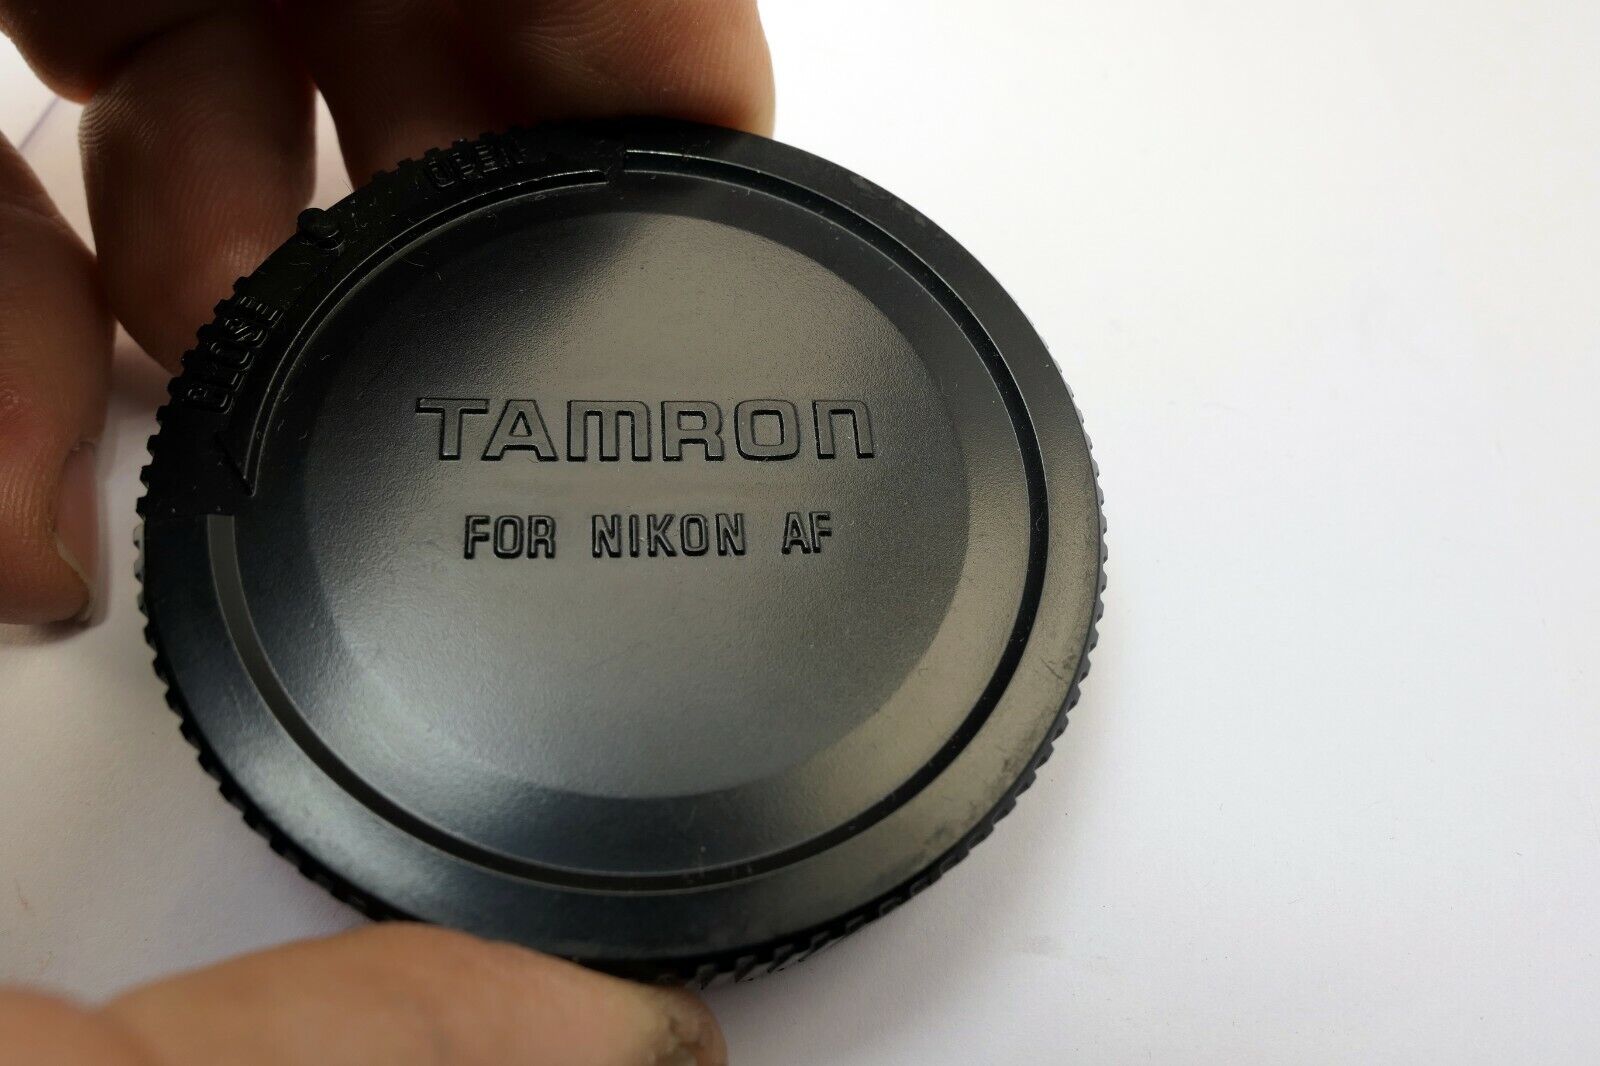 OPEN
CLOSE
TAMRON
FOR NIKON AF